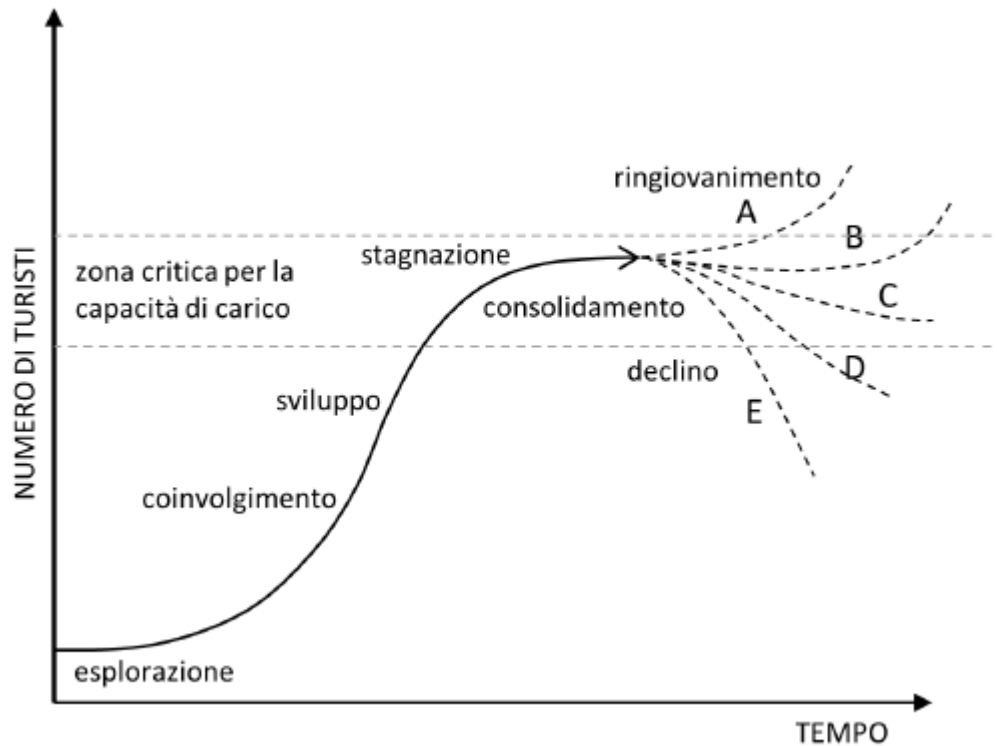 ringiovanimento
A
B
stagnazione
zona critica per la
capacità di carico
C
consolidamento
declino
D
sviluppo
E
coinvolgimento
esplorazione
NUMERO DI TURISTI
TEMPO